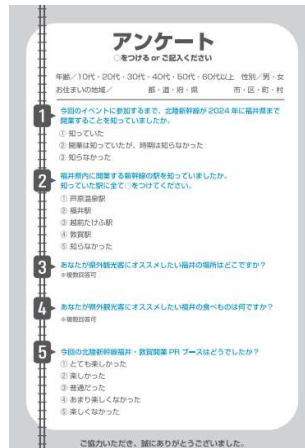 アンケート
○をつける or ご記入ください
年齢／10代・20代・30代・40代・50代・60代以上 性別／男・女
お住まいの地域／ 都・道・府・県 市・区・町・村
1 今回のイベントに参加するまで、北陸新幹線が2024年に福井県まで
開業することを知っていましたか。
① 知っていた
② 開業は知っていたが、時期は知らなかった
③ 知らなかった
2 福井県内に開業する新幹線の駅を知っていましたか。
知っていた駅に全て○をつけてください。
① 芦原温泉駅
② 福井駅
③ 越前たけふ駅
④ 敦賀駅
⑤ 知らなかった
3 あなたが県外観光客にオススメしたい福井の場所はどこですか？
※複数回答可
4 あなたが県外観光客にオススメしたい福井の食べものは何ですか？
※複数回答可
5 今回の北陸新幹線福井・敦賀開業PRブースはどうでしたか？
① とても楽しかった
② 楽しかった
③ 普通だった
④ あまり楽しくなかった
⑤ 楽しくなかった
ご協力いただき、誠にありがとうございました。